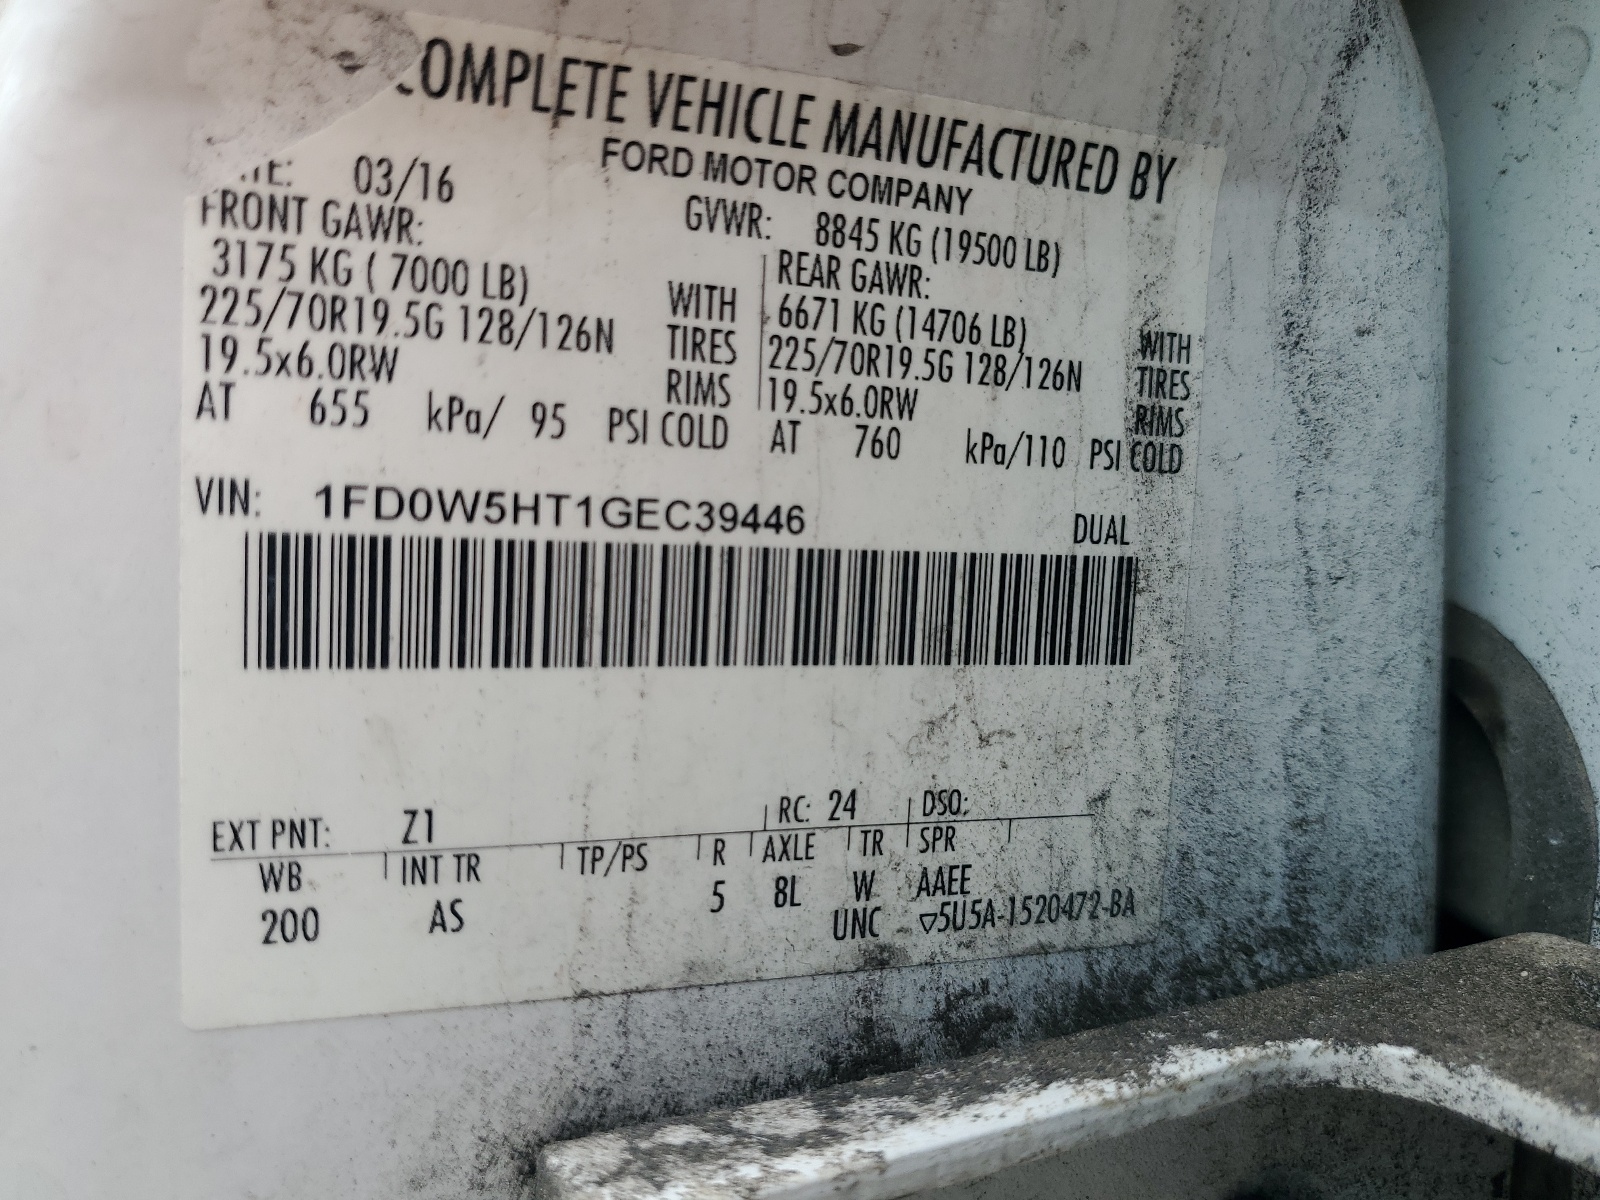 COMPLETE VEHICLE MANUFACTURED BY
FORD MOTOR COMPANY
03/16
GVWR: 8845 KG (19500 LB)
FRONT GAWR:
3175 KG ( 7000 LB) WITH
225/70R19.5G 128/126N TIRES
19.5x6.0RW RIMS
AT 655 kPa/ 95 PSI COLD
REAR GAWR:
6671 KG (14706 LB) WITH
225/70R19.5G 128/126N TIRES
19.5x6.0RW RIMS
AT 760 kPa/110 PSI COLD
VIN: 1FD0W5HT1GEC39446
DUAL
EXT PNT: Z1 RC: 24 DSO:
WB INT TR TP/PS R AXLE TR SPR
200 AS 5 8L W AAEE
UNC ▽5U5A-1520472-BA